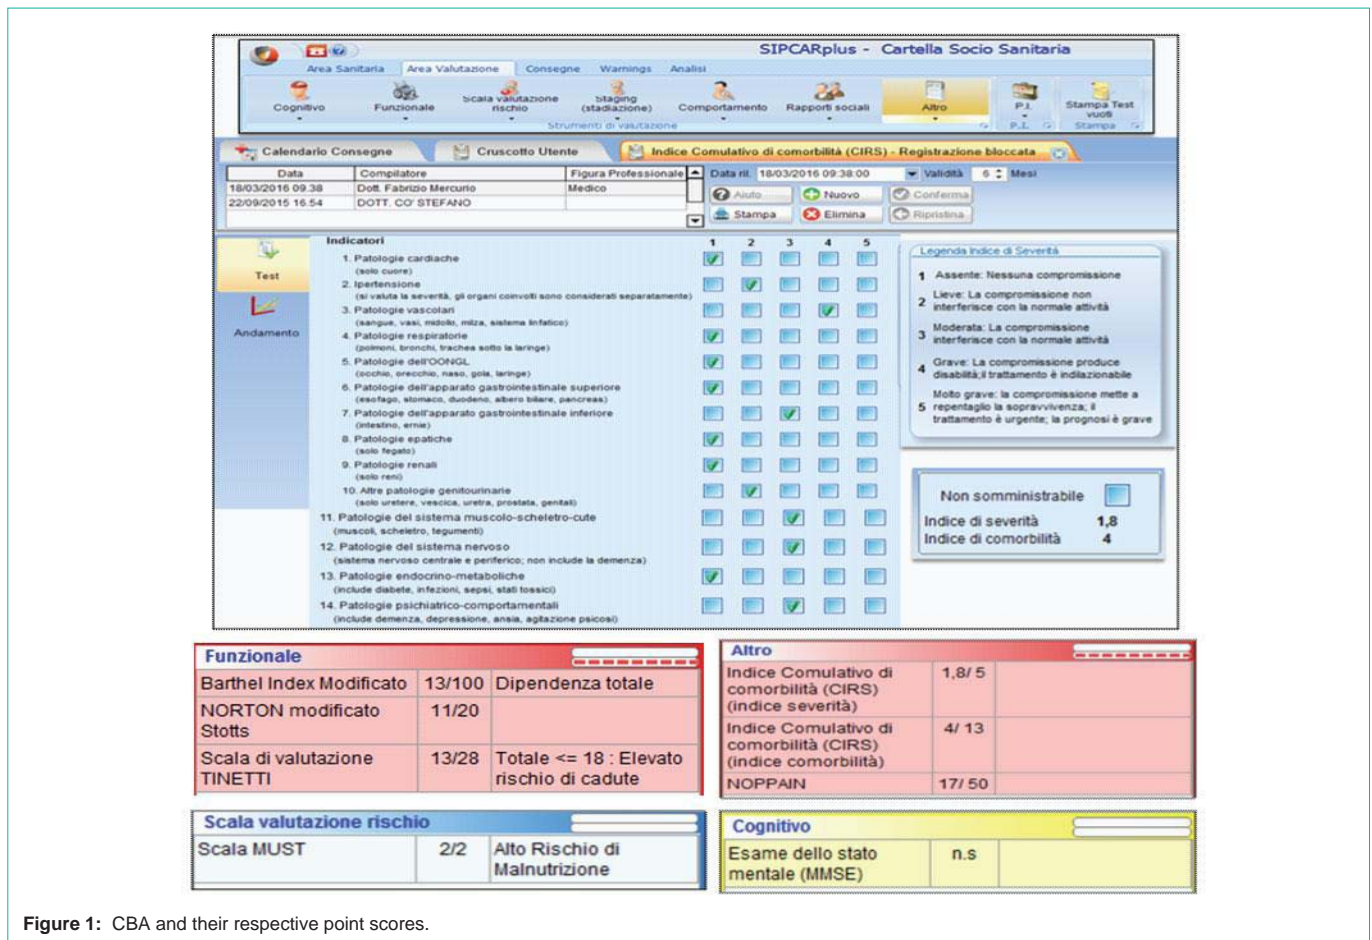 SIPCARplus - Cartella Socio Sanitaria
Area Sanitaria Area Valutazione Consegne Warnings Analisi
Cognitivo Funzionale Scala valutazione rischio Staging (stadiazione) Comportamento Rapporti sociali Altro P.I. Stampa Test vuoti
Strumenti di valutazione P.I. Stampa
Calendario Consegne Cruscotto Utente Indice Comulativo di comorbilità (CIRS) - Registrazione bloccata
Data Compilatore Figura Professionale Data ril. 18/03/2016 09:38:00 Validità 6 Mesi
18/03/2016 09.38 Dott. Fabrizio Mercurio Medico
22/09/2015 16.54 DOTT. CO' STEFANO
Aiuto Nuovo Conferma
Stampa Elimina Ripristina
Test
Andamento
Indicatori 1 2 3 4 5
1. Patologie cardiache
(solo cuore)
2. Ipertensione
(si valuta la severità, gli organi coinvolti sono considerati separatamente)
3. Patologie vascolari
(sangue, vasi, midollo, milza, sistema linfatico)
4. Patologie respiratorie
(polmoni, bronchi, trachea sotto la laringe)
5. Patologie dell'OONGL
(occhio, orecchio, naso, gola, laringe)
6. Patologie dell'apparato gastrointestinale superiore
(esofago, stomaco, duodeno, albero biliare, pancreas)
7. Patologie dell'apparato gastrointestinale inferiore
(intestino, ernie)
8. Patologie epatiche
(solo fegato)
9. Patologie renali
(solo reni)
10. Altre patologie genitourinarie
(solo uretere, vescica, uretra, prostata, genitali)
11. Patologie del sistema muscolo-scheletro-cute
(muscoli, scheletro, tegumenti)
12. Patologie del sistema nervoso
(sistema nervoso centrale e periferico; non include la demenza)
13. Patologie endocrino-metaboliche
(include diabete, infezioni, sepsi, stati tossici)
14. Patologie psichiatrico-comportamentali
(include demenza, depressione, ansia, agitazione psicosi)
Legenda Indice di Severità
1 Assente: Nessuna compromissione
2 Lieve: La compromissione non
interferisce con la normale attività
3 Moderata: La compromissione
interferisce con la normale attività
4 Grave: La compromissione produce
disabilità;il trattamento è indilazionabile
Molto grave: la compromissione mette a
5 repentaglio la sopravvivenza; il
trattamento è urgente; la prognosi è grave
Non somministrabile
Indice di severità 1,8
Indice di comorbilità 4
Funzionale
Barthel Index Modificato 13/100 Dipendenza totale
NORTON modificato 11/20
Stotts
Scala di valutazione 13/28 Totale <= 18 : Elevato
TINETTI rischio di cadute
Altro
Indice Comulativo di 1,8/ 5
comorbilità (CIRS)
(indice severità)
Indice Comulativo di 4/ 13
comorbilità (CIRS)
(indice comorbilità)
NOPPAIN 17/ 50
Scala valutazione rischio
Scala MUST 2/2 Alto Rischio di
Malnutrizione
Cognitivo
Esame dello stato n.s
mentale (MMSE)
Figure 1: CBA and their respective point scores.